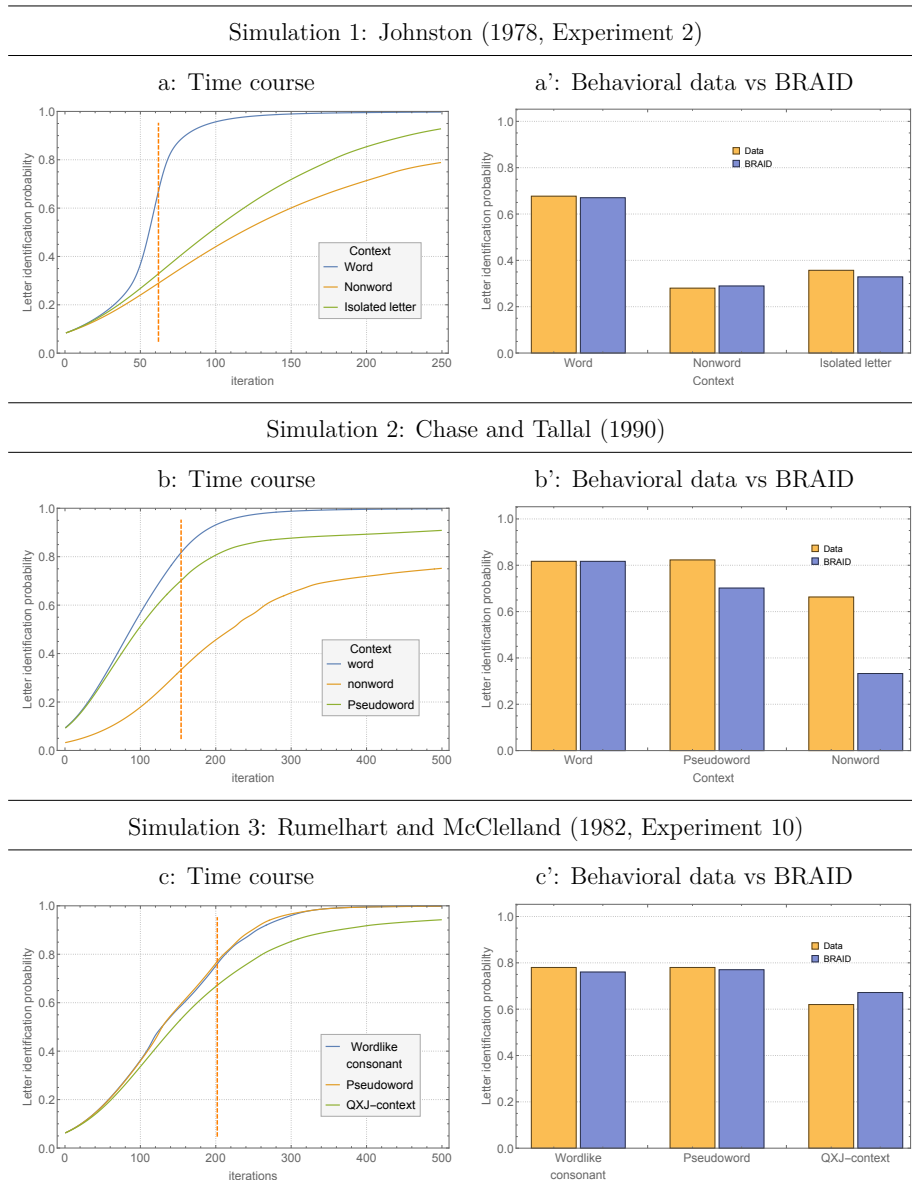 Simulation 1: Johnston (1978, Experiment 2)
a: Time course
a': Behavioral data vs BRAID
Letter identification probability
1.0
0.8
0.6
0.4
0.2
0.0
0 50 100 150 200 250
iteration
Context
Word
Nonword
Isolated letter
Letter identification probability
1.0
0.8
0.6
0.4
0.2
0.0
Data
BRAID
Word Nonword Isolated letter
Context
Simulation 2: Chase and Tallal (1990)
b: Time course
b': Behavioral data vs BRAID
Letter identification probability
1.0
0.8
0.6
0.4
0.2
0.0
0 100 200 300 400 500
iteration
Context
word
nonword
Pseudoword
Letter identification probability
1.0
0.8
0.6
0.4
0.2
0.0
Data
BRAID
Word Pseudoword Nonword
Context
Simulation 3: Rumelhart and McClelland (1982, Experiment 10)
c: Time course
c': Behavioral data vs BRAID
Letter identification probability
1.0
0.8
0.6
0.4
0.2
0.0
0 100 200 300 400 500
iterations
Wordlike
consonant
Pseudoword
QXJ-context
Letter identification probability
1.0
0.8
0.6
0.4
0.2
0.0
Data
BRAID
Wordlike Pseudoword QXJ-context
consonant